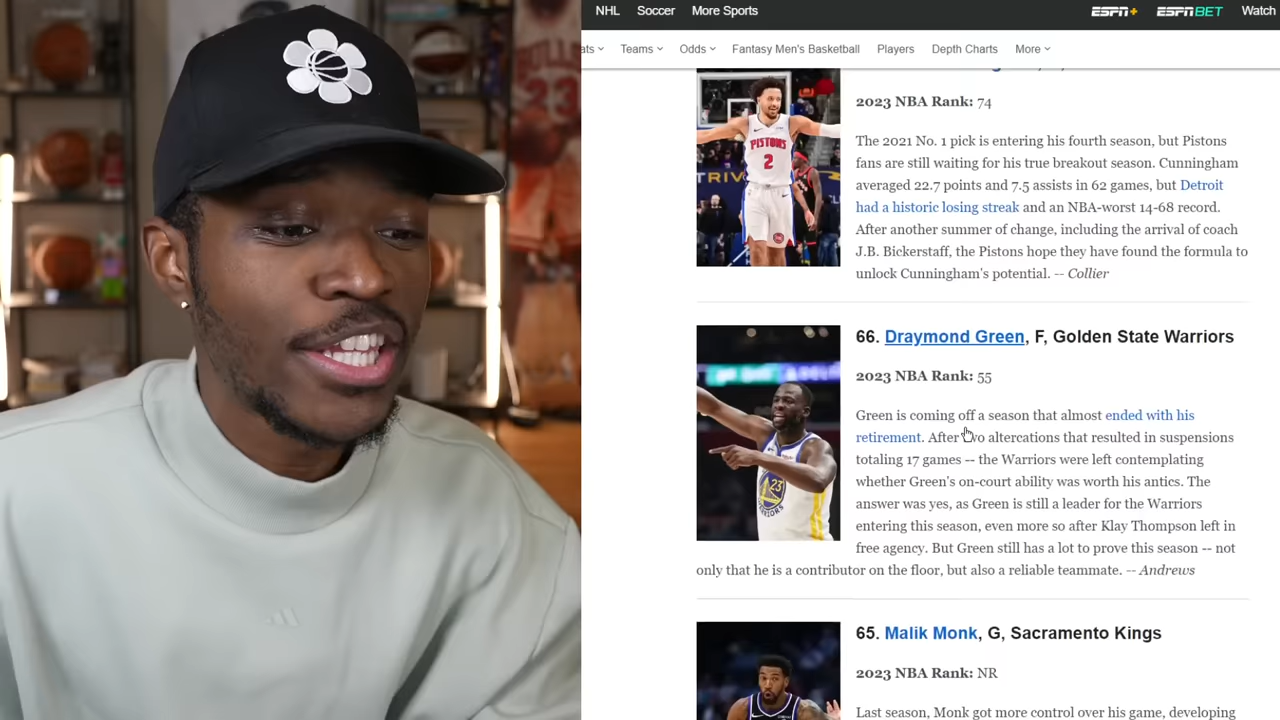 NHL Soccer More Sports ESPN+ ESPN BET Watch
ats Teams Odds Fantasy Men's Basketball Players Depth Charts More
2023 NBA Rank: 74
The 2021 No. 1 pick is entering his fourth season, but Pistons
fans are still waiting for his true breakout season. Cunningham
averaged 22.7 points and 7.5 assists in 62 games, but Detroit
had a historic losing streak and an NBA-worst 14-68 record.
After another summer of change, including the arrival of coach
J.B. Bickerstaff, the Pistons hope they have found the formula to
unlock Cunningham's potential. -- Collier
PISTONS
2
66. Draymond Green, F, Golden State Warriors
2023 NBA Rank: 55
Green is coming off a season that almost ended with his
retirement. After two altercations that resulted in suspensions
totaling 17 games -- the Warriors were left contemplating
whether Green's on-court ability was worth his antics. The
answer was yes, as Green is still a leader for the Warriors
entering this season, even more so after Klay Thompson left in
free agency. But Green still has a lot to prove this season -- not
only that he is a contributor on the floor, but also a reliable teammate. -- Andrews
23
65. Malik Monk, G, Sacramento Kings
2023 NBA Rank: NR
Last season, Monk got more control over his game, developing
23